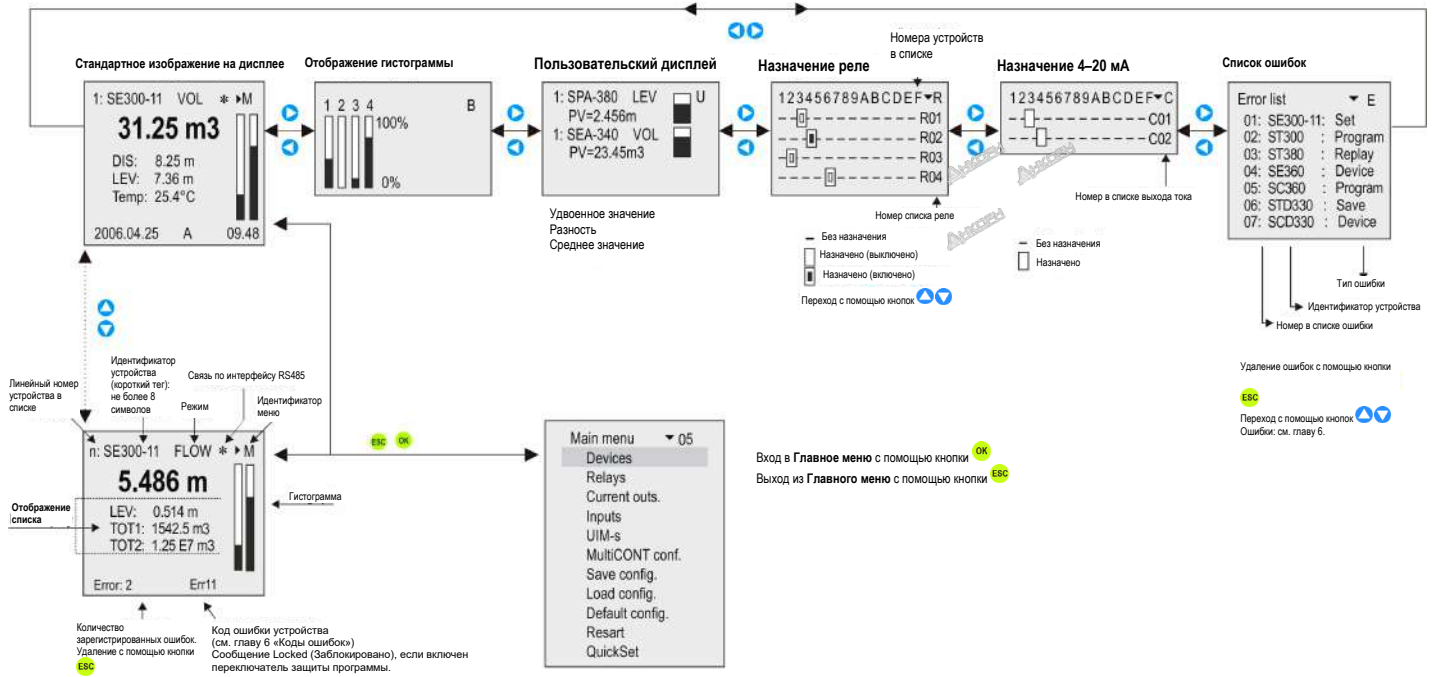 Стандартное изображение на дисплее
1: SE300-11 VOL * ▶M
31.25 m3
DIS: 8.25 m
LEV: 7.36 m
Temp: 25.4°C
2006.04.25 A 09.48
Отображение гистограммы
1 2 3 4 B
100%
0%
Пользовательский дисплей
1: SPA-380 LEV U
PV=2.456m
1: SEA-340 VOL
PV=23.45m3
Удвоенное значение
Разность
Среднее значение
Номера устройств
в списке
Назначение реле
123456789ABCDEF▼R
R01
R02
R03
R04
Номер списка реле
– Без назначения
Назначено (выключено)
Назначено (включено)
Переход с помощью кнопок
Назначение 4–20 мА
123456789ABCDEF▼C
C01
C02
Номер в списке выхода тока
– Без назначения
Назначено
АНКОРН
АНКОРН
АНКОРН
Список ошибок
Error list ▼ E
01: SE300-11: Set
02: ST300 : Program
03: ST380 : Replay
04: SE360 : Device
05: SC360 : Program
06: STD330 : Save
07: SCD330 : Device
Тип ошибки
Идентификатор устройства
Номер в списке ошибки
Удаление ошибок с помощью кнопки
ESC
Переход с помощью кнопок
Ошибки: см. главу 6.
Линейный номер
устройства в
списке
Идентификатор
устройства
(короткий тег):
не более 8
символов
Режим
Связь по интерфейсу RS485
Идентификатор
меню
n: SE300-11 FLOW * ▶ M
5.486 m
LEV: 0.514 m
TOT1: 1542.5 m3
TOT2: 1.25 E7 m3
Error: 2 Err11
Отображение
списка
Гистограмма
Количество
зарегистрированных ошибок.
Удаление с помощью кнопки
ESC
Код ошибки устройства
(см. главу 6 «Коды ошибок»)
Сообщение Locked (Заблокировано), если включен
переключатель защиты программы.
ESC OK
Main menu ▼ 05
Devices
Relays
Current outs.
Inputs
UIM-s
MultiCONT conf.
Save config.
Load config.
Default config.
Resart
QuickSet
Вход в Главное меню с помощью кнопки OK
Выход из Главного меню с помощью кнопки ESC